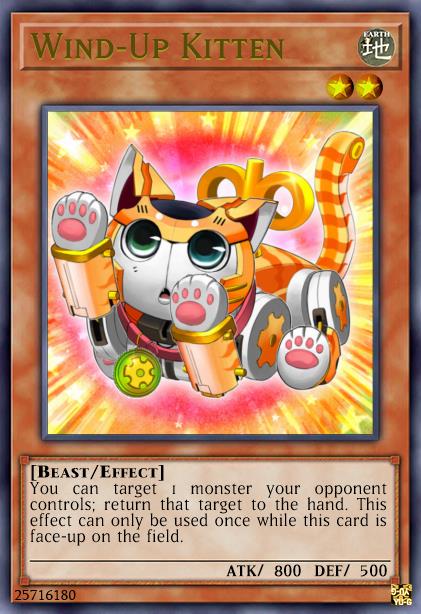 Wind-Up Kitten
EARTH
地
[Beast/Effect]
You can target 1 monster your opponent
controls; return that target to the hand. This
effect can only be used once while this card is
face-up on the field.
ATK/ 800 DEF/ 500
25716180